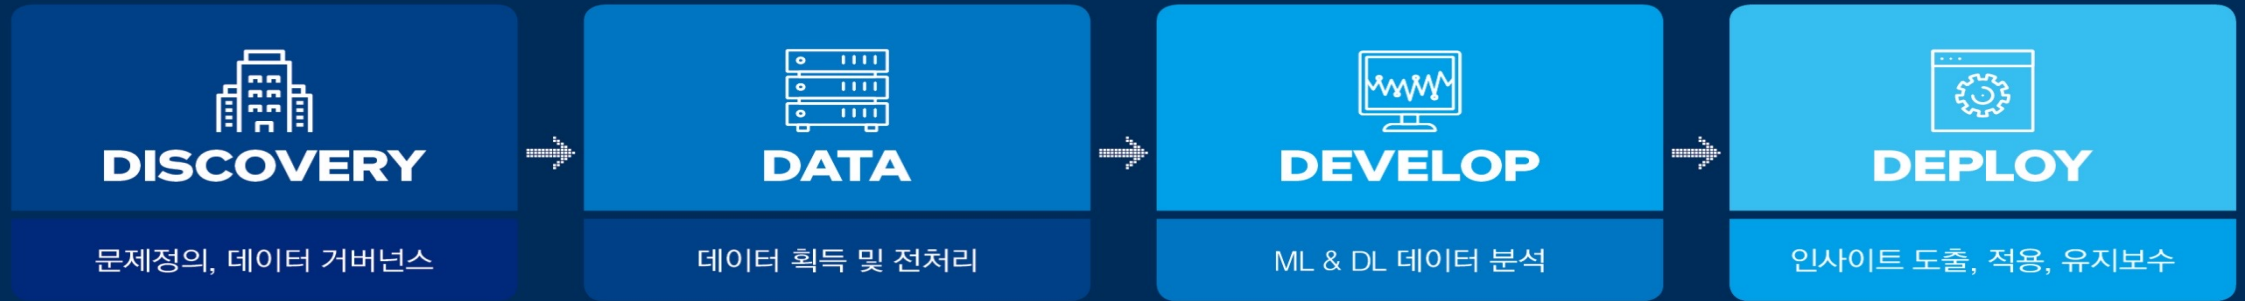 DISCOVERY
문제정의, 데이터 거버넌스
DATA
데이터 획득 및 전처리
DEVELOP
ML & DL 데이터 분석
DEPLOY
인사이트 도출, 적용, 유지보수